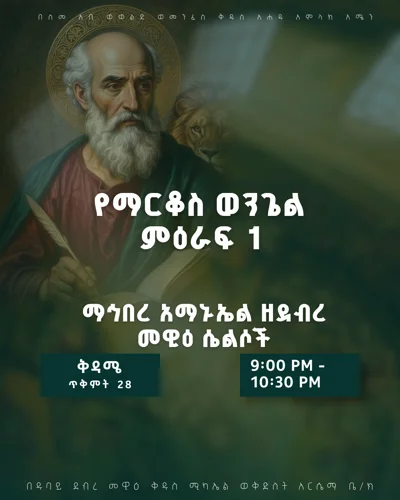 በስመ አብ ወወልድ ወመንፈስ ቅዱስ አሐዱ አምላክ አሜን
የማርቆስ ወንጌል
ምዕራፍ 1
ማኅበረ አማኑኤል ዘደብረ
መዊዕ ሴልሶች
ቅዳሜ
ጥቅምት 28
9:00 PM -
10:30 PM
በዱባይ ደብረ መዊዕ ቅዱስ ሚካኤል ወቅድስት አርሴማ ቤ/ክ